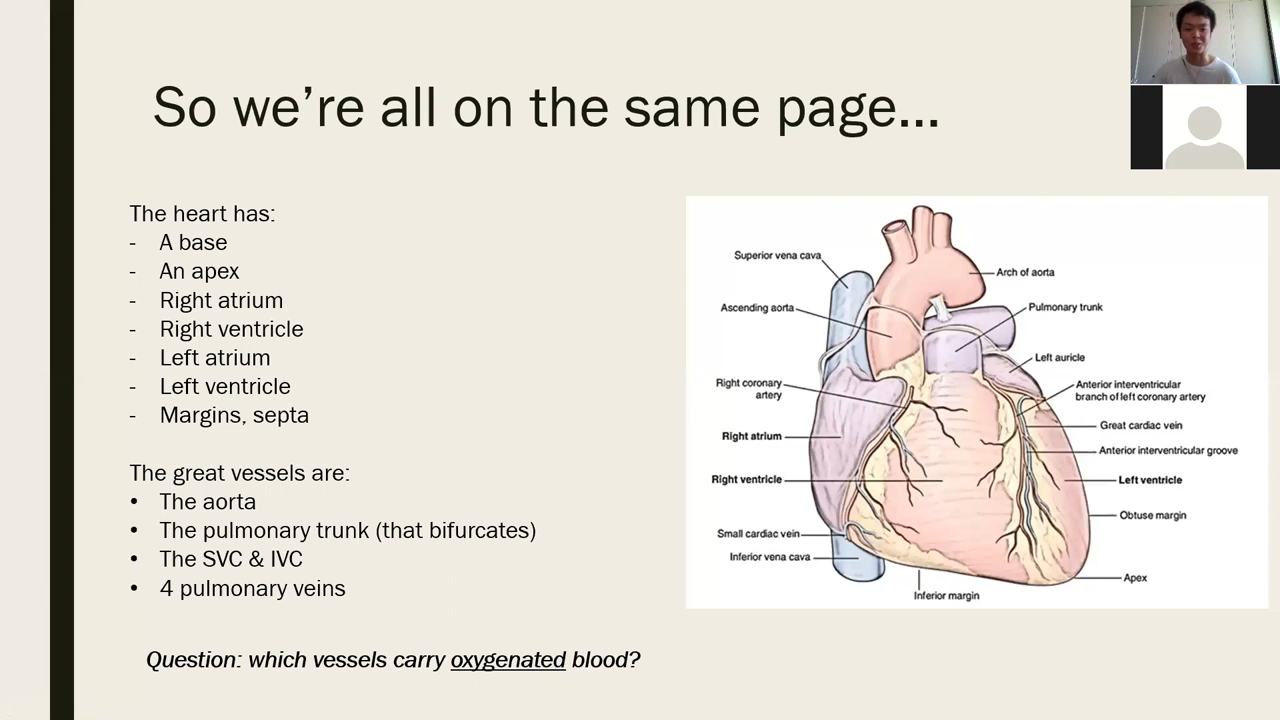 So we're all on the same page...
The heart has:
- A base
- An apex
- Right atrium
- Right ventricle
- Left atrium
- Left ventricle
- Margins, septa
The great vessels are:
• The aorta
• The pulmonary trunk (that bifurcates)
• The SVC & IVC
• 4 pulmonary veins
Question: which vessels carry oxygenated blood?
Superior vena cava
Ascending aorta
Right coronary
artery
Right atrium
Right ventricle
Small cardiac vein
Inferior vena cava
Inferior margin
Arch of aorta
Pulmonary trunk
Left auricle
Anterior interventricular
branch of left coronary artery
Great cardiac vein
Anterior interventricular groove
Left ventricle
Obtuse margin
Apex